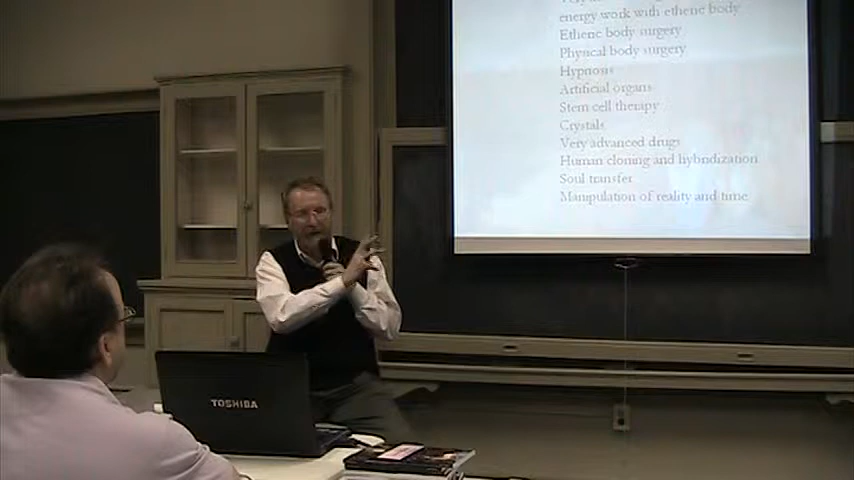 energy work with etheric body
Etheric body surgery
Physical body surgery
Hypnosis
Artificial organs
Stem cell therapy
Crystals
Very advanced drugs
Human cloning and hybridization
Soul transfer
Manipulation of reality and time
TOSHIBA